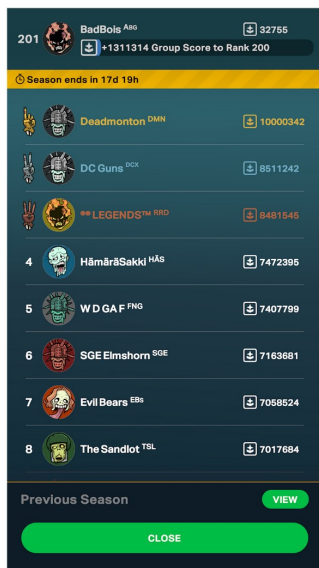 201
BadBois ABG
32755
+1311314 Group Score to Rank 200
Season ends in 17d 19h
Deadmonton DMN
10000342
DC Guns DCX
8511242
LEGENDS™ RRD
8481545
4 HāmārāSakki HĀS
7472395
5 W D GA F FNG
7407799
6 SGE Elmshorn SGE
7163681
7 Evil Bears EBs
7058524
8 The Sandlot TSL
7017684
Previous Season
VIEW
CLOSE